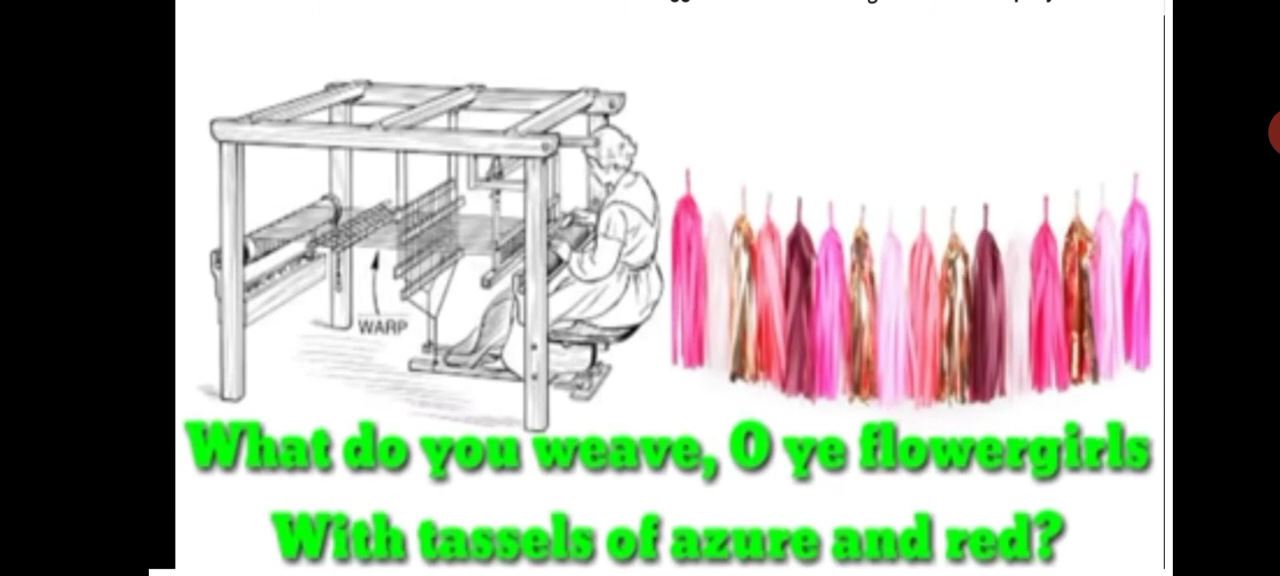 WARP
What do you weave, O ye flowergirls
With tassels of azure and red?